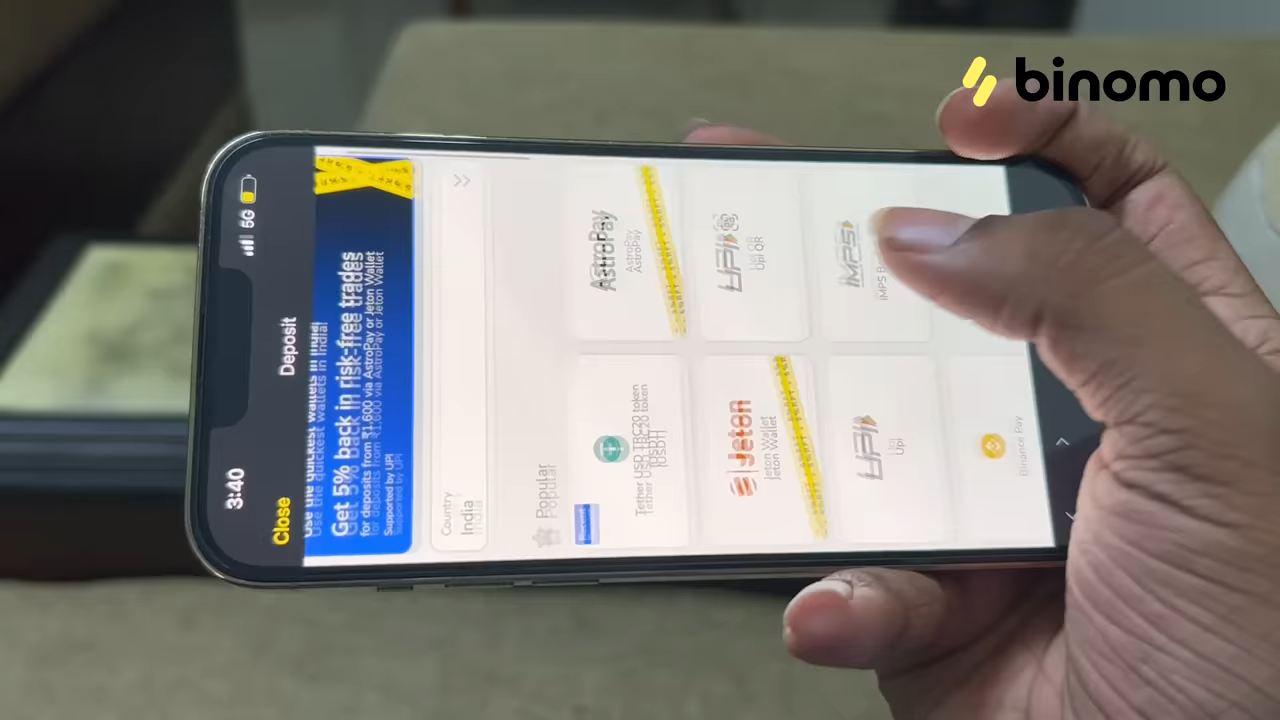 binomo
3:40
5G
Close
Deposit
Use the quickest wallets in India!
Get 5% back in risk-free trades
for deposits from ₹1,600 via AstroPay or Jeton Wallet
Supported by UPI
Country
India
Popular
Tether USD TRC20 token
(USDT)
AstroPay
AstroPay
Jeton
Jeton Wallet
UPI
Upi QR
UPI
Upi
IMPS
IMPS
Binance Pay